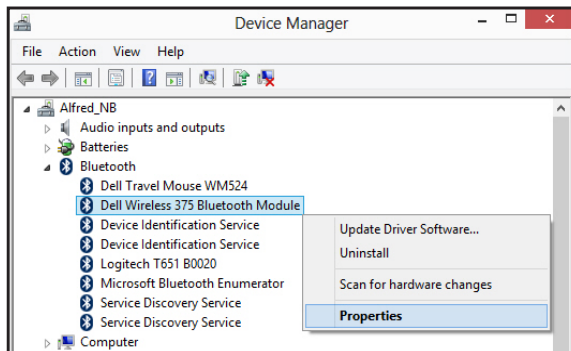 Device Manager
File Action View Help
Alfred_NB
Audio inputs and outputs
Batteries
Bluetooth
Dell Travel Mouse WM524
Dell Wireless 375 Bluetooth Module
Device Identification Service
Device Identification Service
Logitech T651 B0020
Microsoft Bluetooth Enumerator
Service Discovery Service
Service Discovery Service
Computer
Update Driver Software...
Uninstall
Scan for hardware changes
Properties